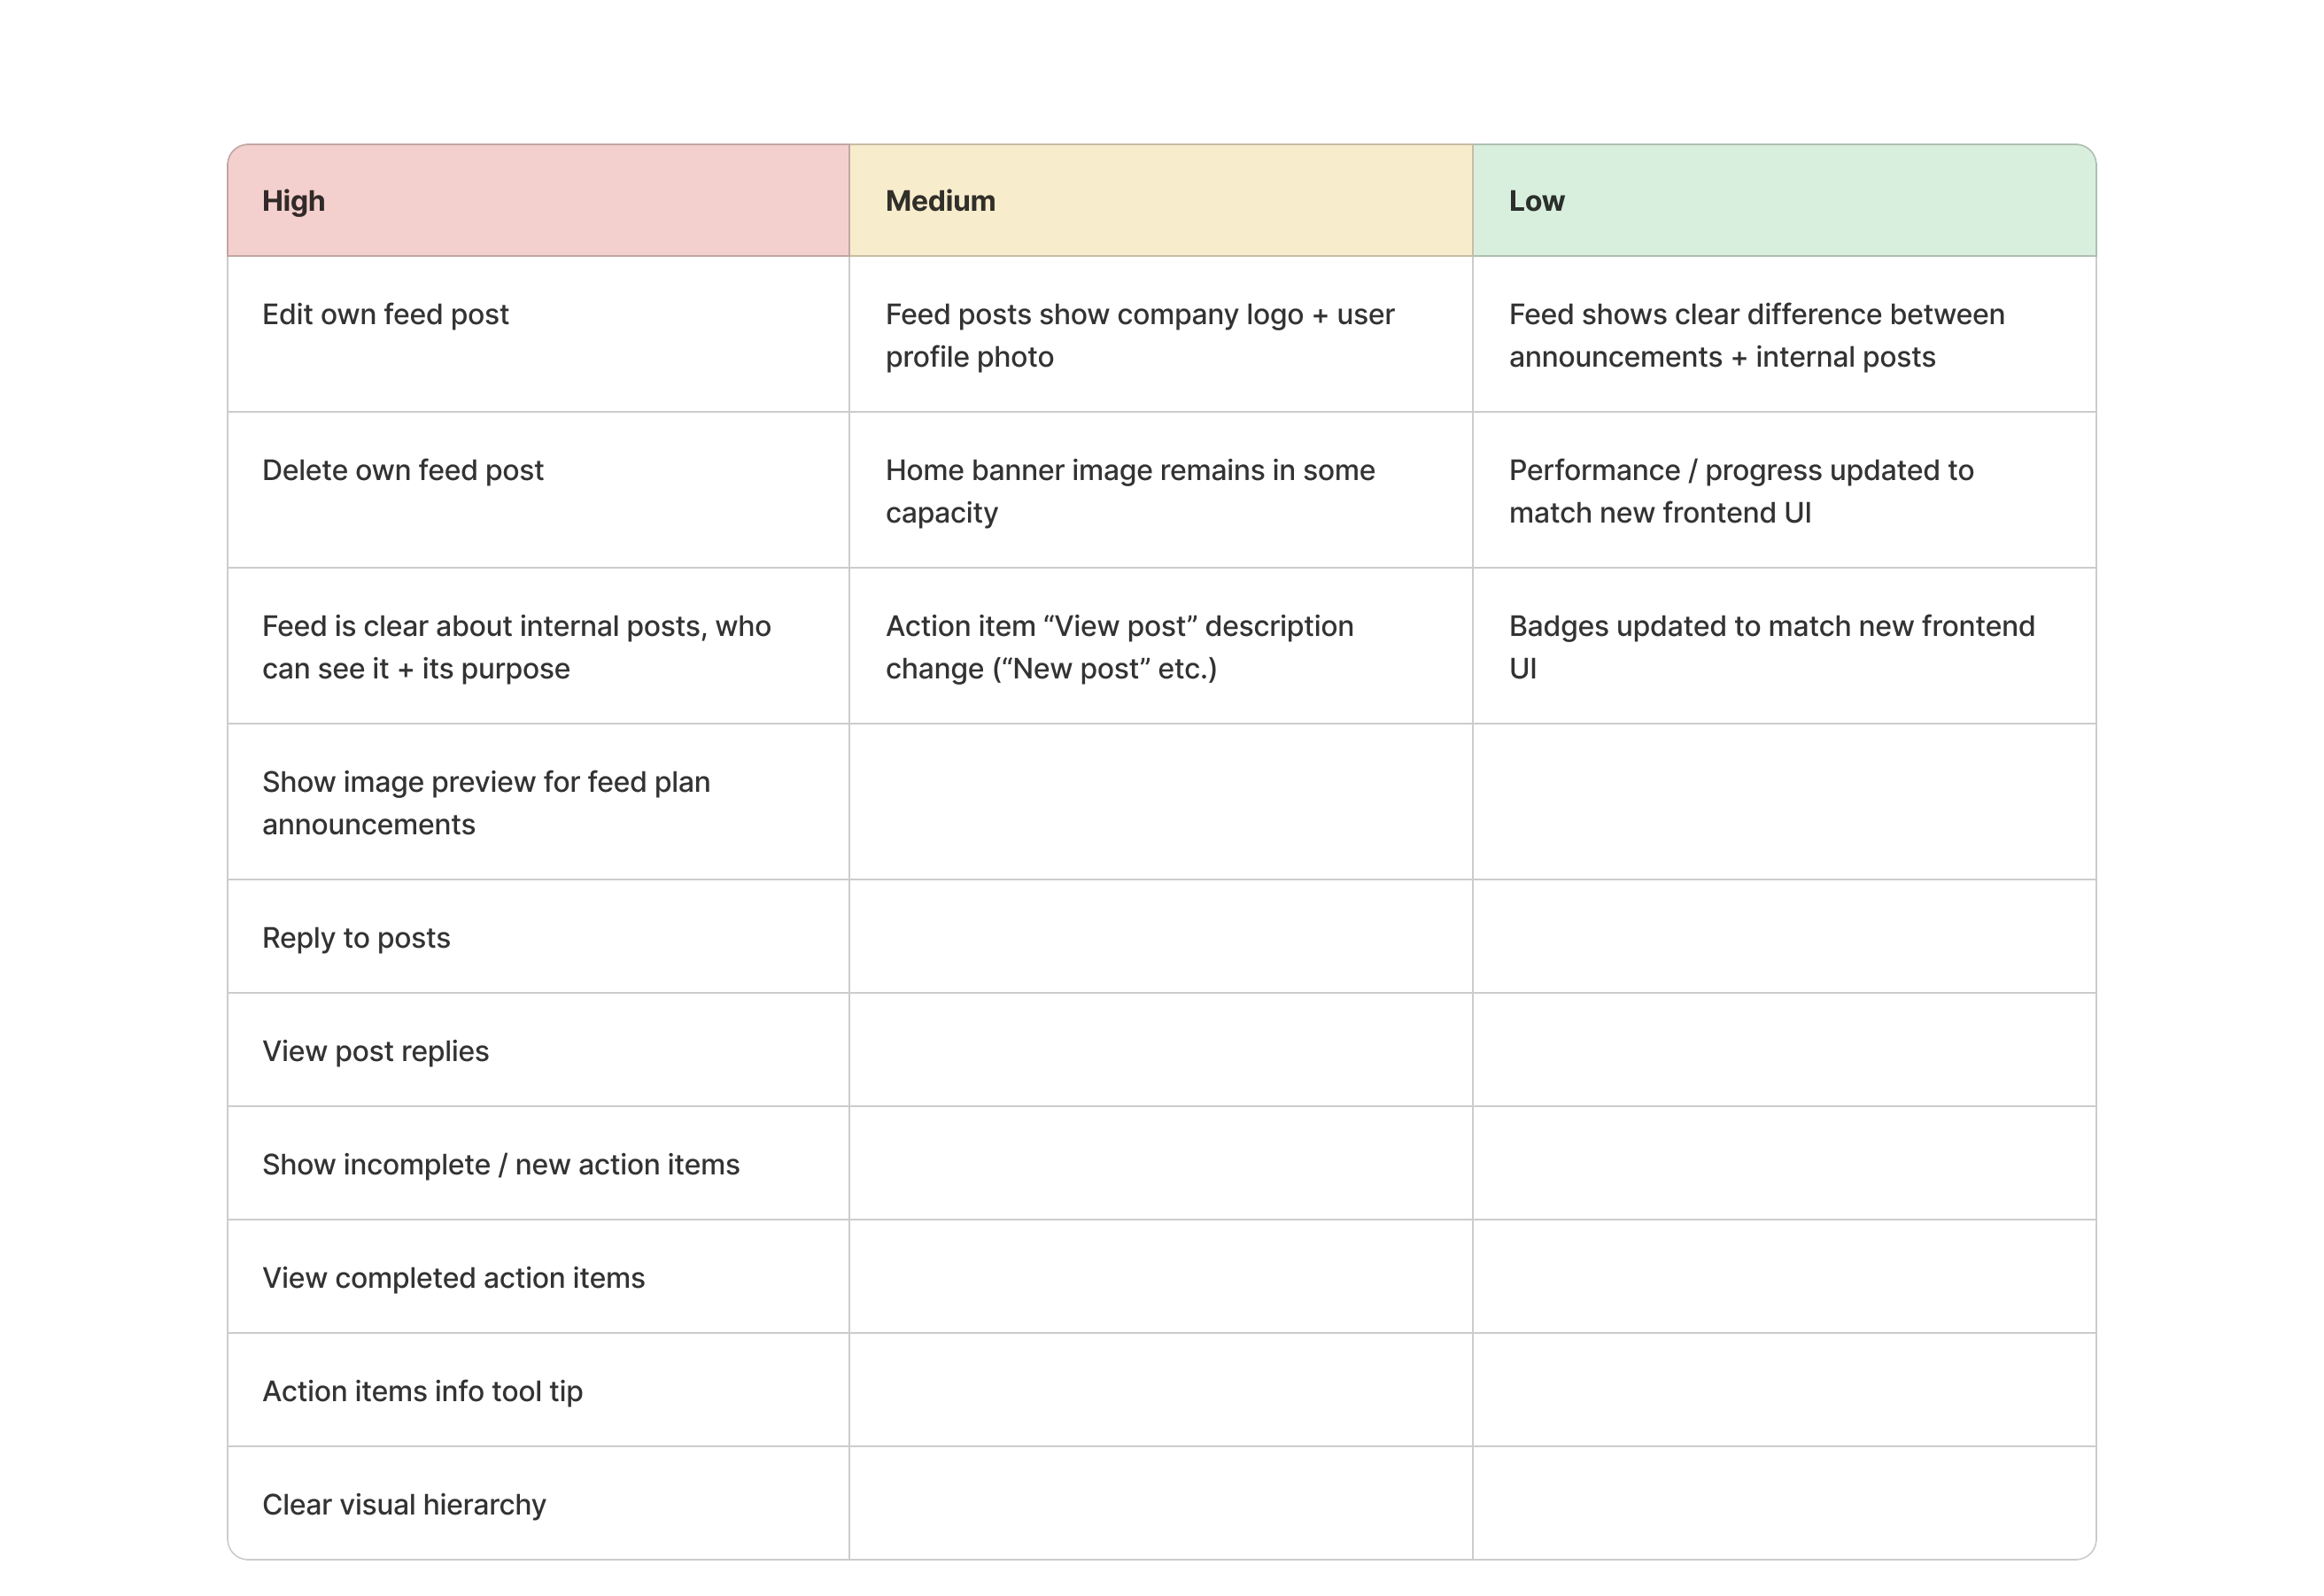 High
Medium
Low
Edit own feed post
Feed posts show company logo + user
profile photo
Feed shows clear difference between
announcements + internal posts
Delete own feed post
Home banner image remains in some
capacity
Performance / progress updated to
match new frontend UI
Feed is clear about internal posts, who
can see it + its purpose
Action item “View post” description
change (“New post” etc.)
Badges updated to match new frontend
UI
Show image preview for feed plan
announcements
Reply to posts
View post replies
Show incomplete / new action items
View completed action items
Action items info tool tip
Clear visual hierarchy